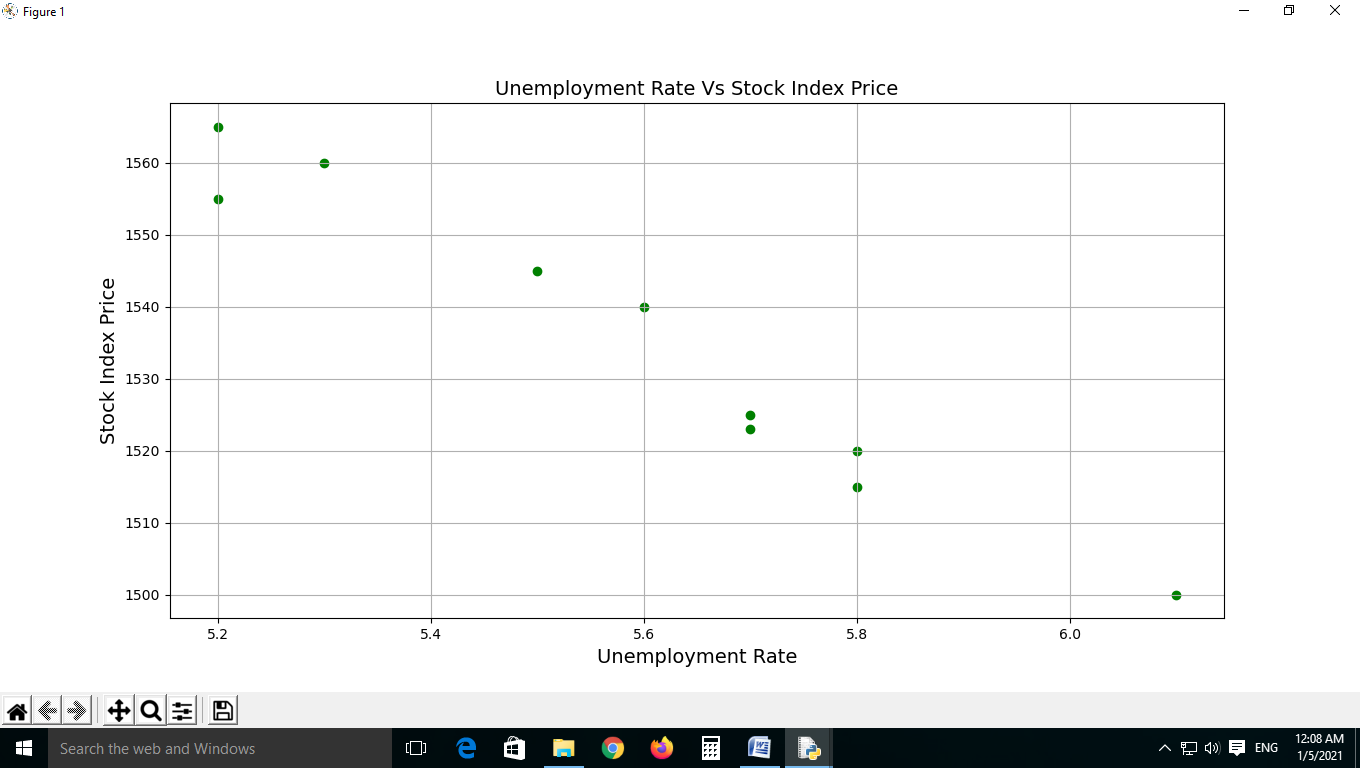 Figure 1
Unemployment Rate Vs Stock Index Price
Stock Index Price
1560
1550
1540
1530
1520
1510
1500
5.2 5.4 5.6 5.8 6.0
Unemployment Rate
Search the web and Windows
ENG
12:08 AM
1/5/2021